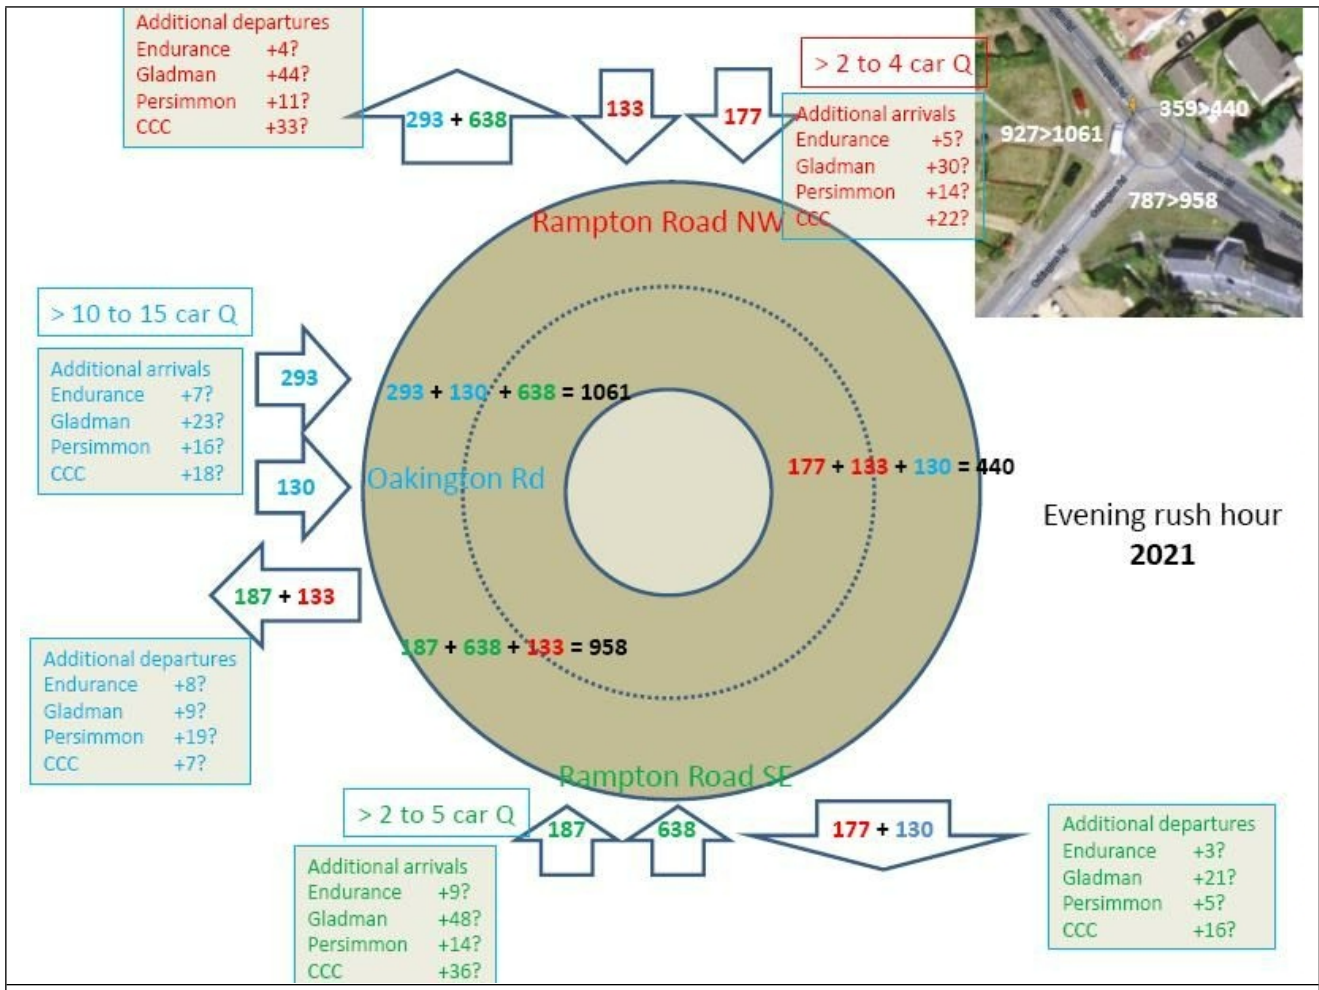 Additional departures
Endurance +4?
Gladman +44?
Persimmon +11?
CCC +33?
293 + 638
133
177
> 2 to 4 car Q
Additional arrivals
Endurance +5?
Gladman +30?
Persimmon +14?
CCC +22?
359>440
927>1061
787>958
Oakington Rd
Rampton Road NW
> 10 to 15 car Q
Additional arrivals
Endurance +7?
Gladman +23?
Persimmon +16?
CCC +18?
293
130
293 + 130 + 638 = 1061
Oakington Rd
177 + 133 + 130 = 440
Evening rush hour
2021
187 + 133
187 + 638 + 133 = 958
Additional departures
Endurance +8?
Gladman +9?
Persimmon +19?
CCC +7?
Rampton Road SE
> 2 to 5 car Q
187
638
177 + 130
Additional arrivals
Endurance +9?
Gladman +48?
Persimmon +14?
CCC +36?
Additional departures
Endurance +3?
Gladman +21?
Persimmon +5?
CCC +16?